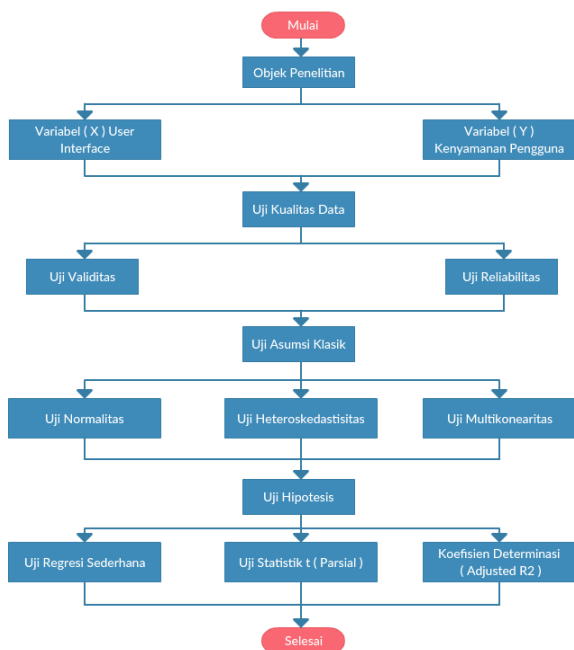 Mulai
Objek Penelitian
Variabel ( X ) User
Interface
Variabel ( Y )
Kenyamanan Pengguna
Uji Kualitas Data
Uji Validitas
Uji Reliabilitas
Uji Asumsi Klasik
Uji Normalitas
Uji Heteroskedastisitas
Uji Multikonearitas
Uji Hipotesis
Uji Regresi Sederhana
Uji Statistik t ( Parsial )
Koefisien Determinasi
( Adjusted R2 )
Selesai